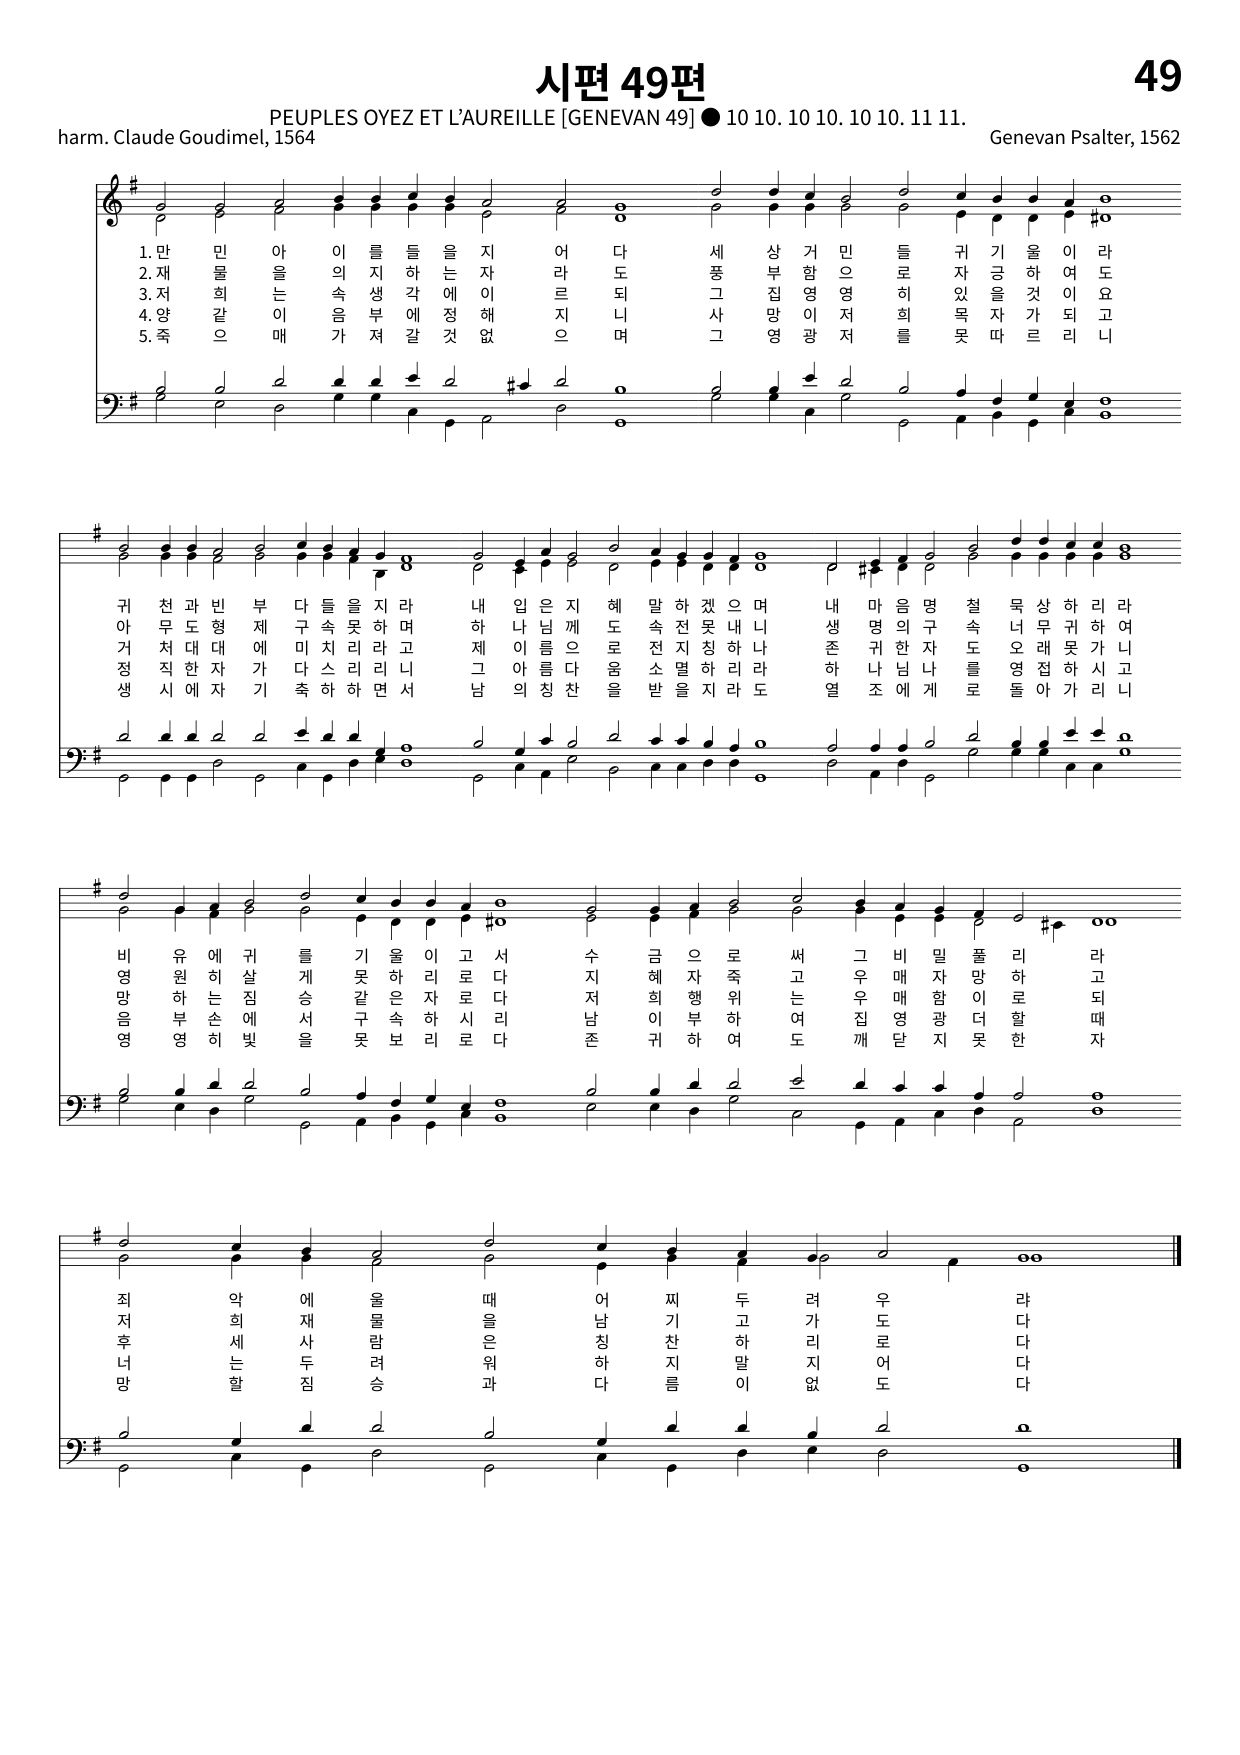 시편 49편
49
PEUPLES OYEZ ET L’AUREILLE [GENEVAN 49] ● 10 10. 10 10. 10 10. 11 11.
harm. Claude Goudimel, 1564
Genevan Psalter, 1562
1. 만 민 아 이 를 들 을 지 어 다 세 상 거 민 들 귀 기 울 이 라
2. 재 물 을 의 지 하 는 자 라 도 풍 부 함 으 로 자 긍 하 여 도
3. 저 희 는 속 생 각 에 이 르 되 그 집 영 영 히 있 을 것 이 요
4. 양 같 이 음 부 에 정 해 지 니 사 망 이 저 희 목 자 가 되 고
5. 죽 으 매 가 져 갈 것 없 으 며 그 영 광 저 를 못 따 르 리 니
귀 천 과 빈 부 다 들 을 지 라 내 입 은 지 혜 말 하 겠 으 며 내 마 음 명 철 묵 상 하 리 라
아 무 도 형 제 구 속 못 하 며 하 나 님 께 도 속 전 못 내 니 생 명 의 구 속 너 무 귀 하 여
거 처 대 대 에 미 치 리 라 고 제 이 름 으 로 전 지 칭 하 나 존 귀 한 자 도 오 래 못 가 니
정 직 한 자 가 다 스 리 리 니 그 아 름 다 움 소 멸 하 리 라 하 나 님 나 를 영 접 하 시 고
생 시 에 자 기 축 하 하 면 서 남 의 칭 찬 을 받 을 지 라 도 열 조 에 게 로 돌 아 가 리 니
비 유 에 귀 를 기 울 이 고 서 수 금 으 로 써 그 비 밀 풀 리 라
영 원 히 살 게 못 하 리 로 다 지 혜 자 죽 고 우 매 자 망 하 고
망 하 는 짐 승 같 은 자 로 다 저 희 행 위 는 우 매 함 이 로 되
음 부 손 에 서 구 속 하 시 리 남 이 부 하 여 집 영 광 더 할 때
영 영 히 빛 을 못 보 리 로 다 존 귀 하 여 도 깨 닫 지 못 한 자
죄 악 에 울 때 어 찌 두 려 우 랴
저 희 재 물 을 남 기 고 가 도 다
후 세 사 람 은 칭 찬 하 리 로 다
너 는 두 려 워 하 지 말 지 어 다
망 할 짐 승 과 다 름 이 없 도 다